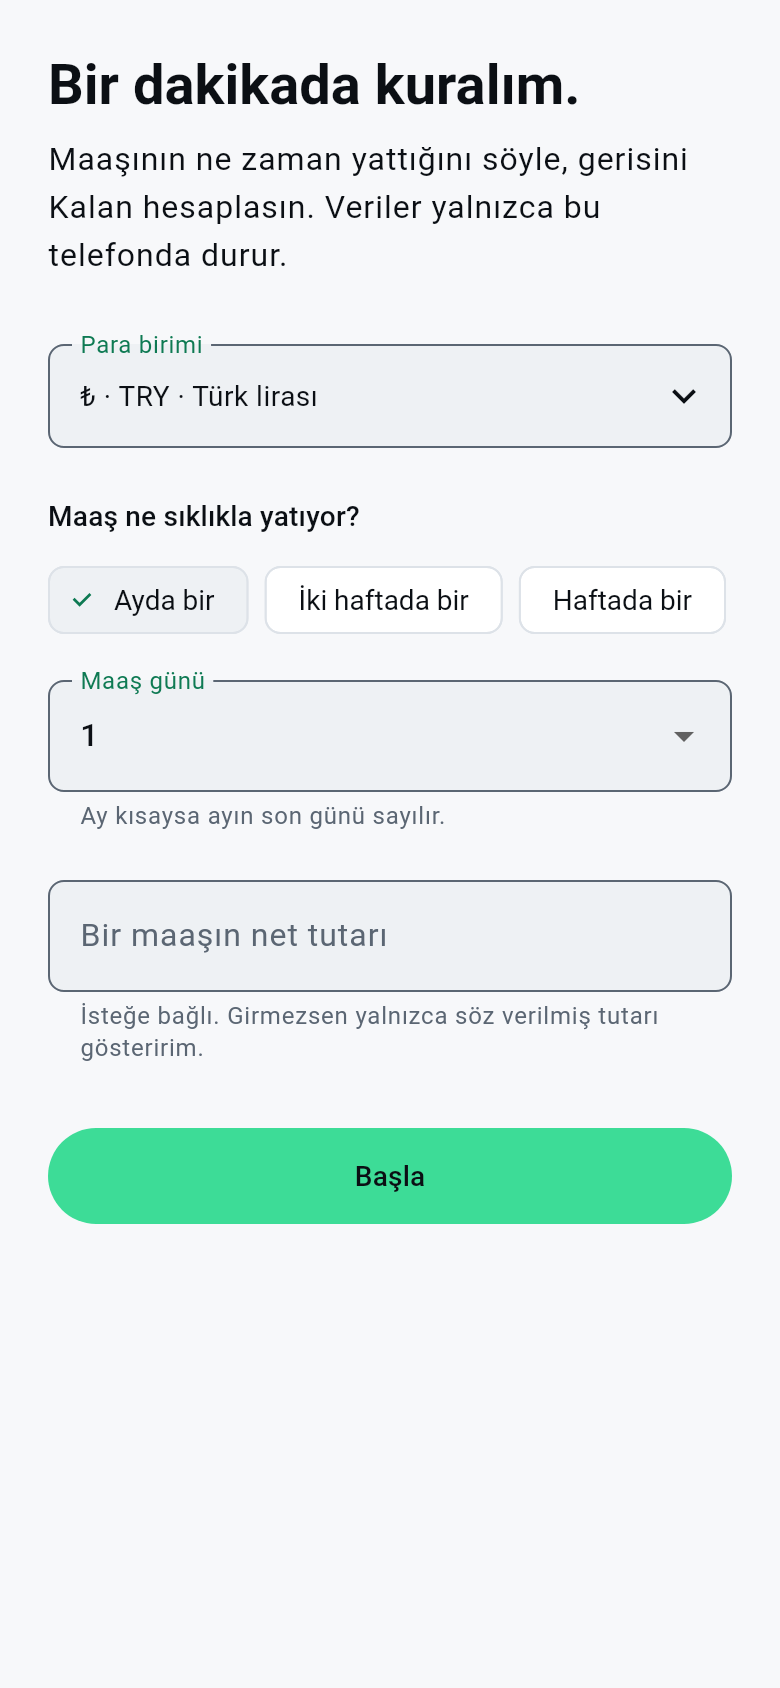 Bir dakikada kuralım.
Maaşının ne zaman yattığını söyle, gerisini
Kalan hesaplasın. Veriler yalnızca bu
telefonda durur.
Para birimi
₺ · TRY · Türk lirası
Maaş ne sıklıkla yatıyor?
Ayda bir
İki haftada bir
Haftada bir
Maaş günü
1
Ay kısaysa ayın son günü sayılır.
Bir maaşın net tutarı
İsteğe bağlı. Girmezsen yalnızca söz verilmiş tutarı
gösteririm.
Başla